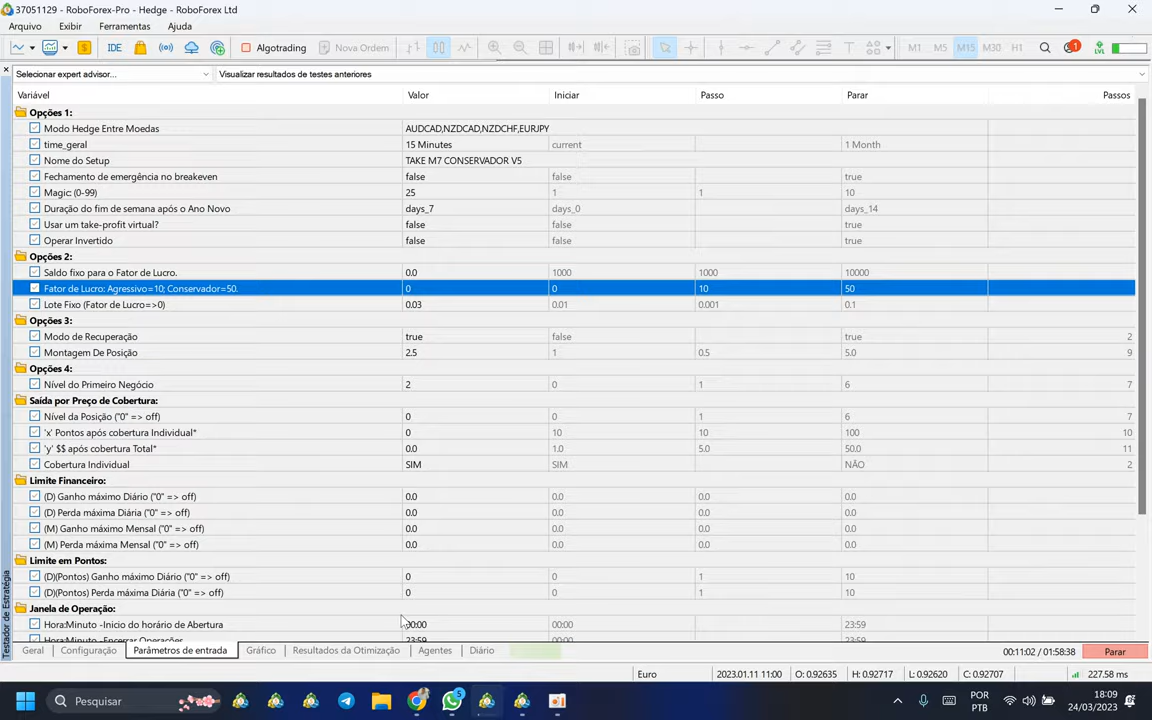 37051129 - RoboForex-Pro - Hedge - RoboForex Ltd
Arquivo Exibir Ferramentas Ajuda
IDE Algotrading Nova Ordem M1 M5 M15 M30 H1 1 LVL
Selecionar expert advisor... Visualizar resultados de testes anteriores
Variável Valor Iniciar Passo Parar Passos
Opções 1:
Modo Hedge Entre Moedas AUDCAD,NZDCAD,NZDCHF,EURJPY
time_geral 15 Minutes current 1 Month
Nome do Setup TAKE M7 CONSERVADOR V5
Fechamento de emergência no breakeven false false true
Magic: (0-99) 25 1 1 10
Duração do fim de semana após o Ano Novo days_7 days_0 days_14
Usar um take-profit virtual? false false true
Operar Invertido false false true
Opções 2:
Saldo fixo para o Fator de Lucro. 0.0 1000 1000 10000
Fator de Lucro: Agressivo=10; Conservador=50. 0 0 10 50
Lote Fixo (Fator de Lucro=>0) 0.03 0.01 0.001 0.1
Opções 3:
Modo de Recuperação true false true 2
Montagem De Posição 2.5 1 0.5 5.0 9
Opções 4:
Nível do Primeiro Negócio 2 0 1 6 7
Saída por Preço de Cobertura:
Nível da Posição ("0" => off) 0 0 1 6 7
'x' Pontos após cobertura Individual* 0 10 10 100 10
'y' $$ após cobertura Total* 0.0 1.0 5.0 50.0 11
Cobertura Individual SIM SIM NÃO 2
Limite Financeiro:
(D) Ganho máximo Diário ("0" => off) 0.0 0.0 0.0 0.0
(D) Perda máxima Diária ("0" => off) 0.0 0.0 0.0 0.0
(M) Ganho máximo Mensal ("0" => off) 0.0 0.0 0.0 0.0
(M) Perda máxima Mensal ("0" => off) 0.0 0.0 0.0 0.0
Limite em Pontos:
(D)(Pontos) Ganho máximo Diário ("0" => off) 0 0 1 10
(D)(Pontos) Perda máxima Diária ("0" => off) 0 0 1 10
Janela de Operação:
Hora:Minuto -Inicio do horário de Abertura 00:00 00:00 23:59
Hora:Minuto -Encerrar Operações 23:59 00:00 23:59
Testador de Estratégia
Geral Configuração Parâmetros de entrada Gráfico Resultados da Otimização Agentes Diário 00:11:02 / 01:58:38 Parar
Euro 2023.01.11 11:00 O: 0.92635 H: 0.92717 L: 0.92620 C: 0.92707 227.58 ms
Pesquisar 5 POR PTB 18:09 24/03/2023